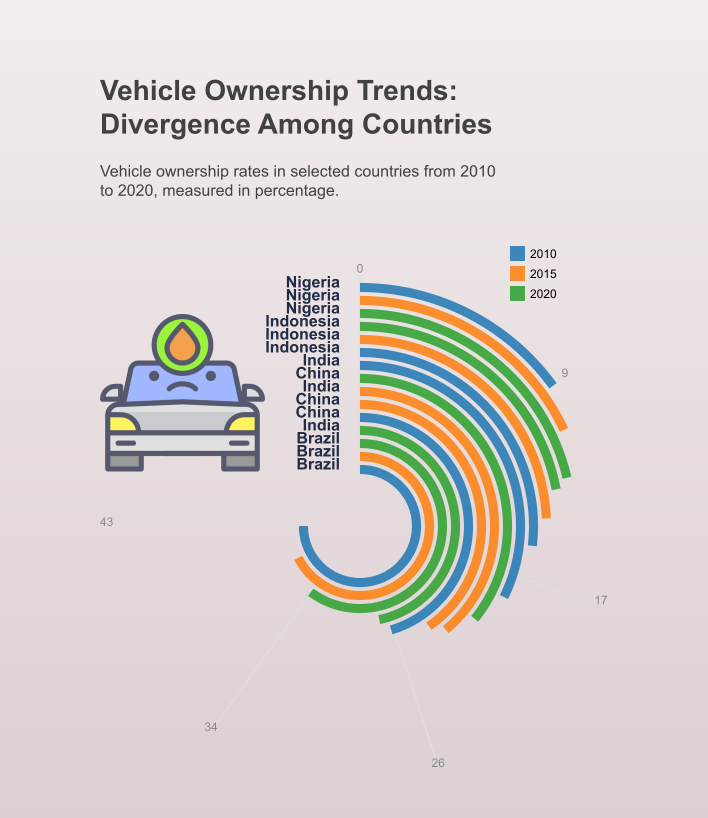 Vehicle Ownership Trends:
Divergence Among Countries
Vehicle ownership rates in selected countries from 2010
to 2020, measured in percentage.
2010
2015
2020
0
Nigeria
Nigeria
Nigeria
Indonesia
Indonesia
Indonesia
India
China
India
China
China
India
Brazil
Brazil
Brazil
9
43
17
34
26